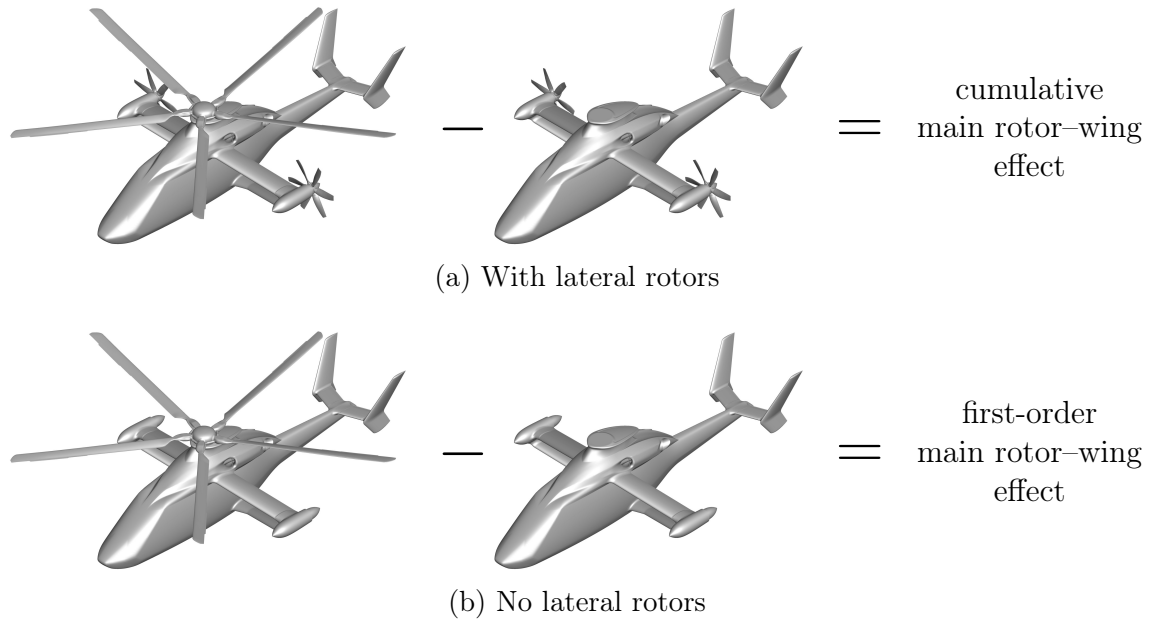 cumulative
main rotor–wing
effect
(a) With lateral rotors
first-order
main rotor–wing
effect
(b) No lateral rotors